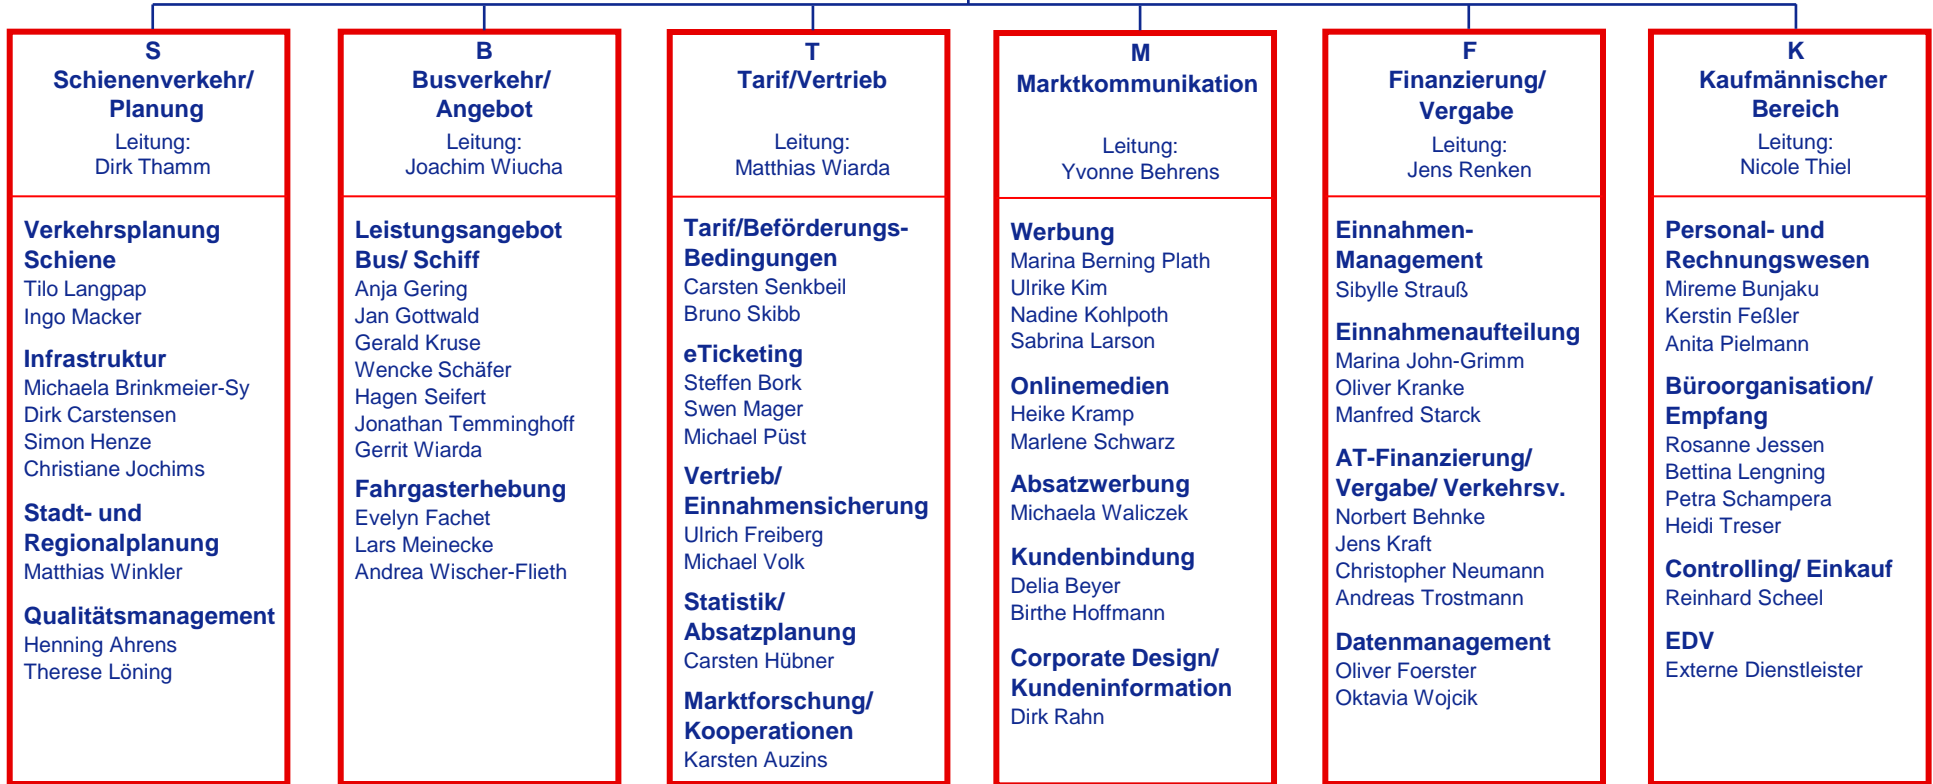 S
Schienenverkehr/
Planung
Leitung:
Dirk Thamm
Verkehrsplanung
Schiene
Tilo Langpap
Ingo Macker
Infrastruktur
Michaela Brinkmeier-Sy
Dirk Carstensen
Simon Henze
Christiane Jochims
Stadt- und
Regionalplanung
Matthias Winkler
Qualitätsmanagement
Henning Ahrens
Therese Löning
B
Busverkehr/
Angebot
Leitung:
Joachim Wiucha
Leistungsangebot
Bus/ Schiff
Anja Gering
Jan Gottwald
Gerald Kruse
Wencke Schäfer
Hagen Seifert
Jonathan Temminghoff
Gerrit Wiarda
Fahrgasterhebung
Evelyn Fachet
Lars Meinecke
Andrea Wischer-Flieth
T
Tarif/Vertrieb
Leitung:
Matthias Wiarda
Tarif/Beförderungs-
Bedingungen
Carsten Senkbeil
Bruno Skibb
eTicketing
Steffen Bork
Swen Mager
Michael Püst
Vertrieb/
Einnahmensicherung
Ulrich Freiberg
Michael Volk
Statistik/
Absatzplanung
Carsten Hübner
Marktforschung/
Kooperationen
Karsten Auzins
M
Marktkommunikation
Leitung:
Yvonne Behrens
Werbung
Marina Berning Plath
Ulrike Kim
Nadine Kohlpoth
Sabrina Larson
Onlinemedien
Heike Kramp
Marlene Schwarz
Absatzwerbung
Michaela Waliczek
Kundenbindung
Delia Beyer
Birthe Hoffmann
Corporate Design/
Kundeninformation
Dirk Rahn
F
Finanzierung/
Vergabe
Leitung:
Jens Renken
Einnahmen-
Management
Sibylle Strauß
Einnahmenaufteilung
Marina John-Grimm
Oliver Kranke
Manfred Starck
AT-Finanzierung/
Vergabe/ Verkehrsv.
Norbert Behnke
Jens Kraft
Christopher Neumann
Andreas Trostmann
Datenmanagement
Oliver Foerster
Oktavia Wojcik
K
Kaufmännischer
Bereich
Leitung:
Nicole Thiel
Personal- und
Rechnungswesen
Mireme Bunjaku
Kerstin Feßler
Anita Pielmann
Büroorganisation/
Empfang
Rosanne Jessen
Bettina Lengning
Petra Schampera
Heidi Treser
Controlling/ Einkauf
Reinhard Scheel
EDV
Externe Dienstleister